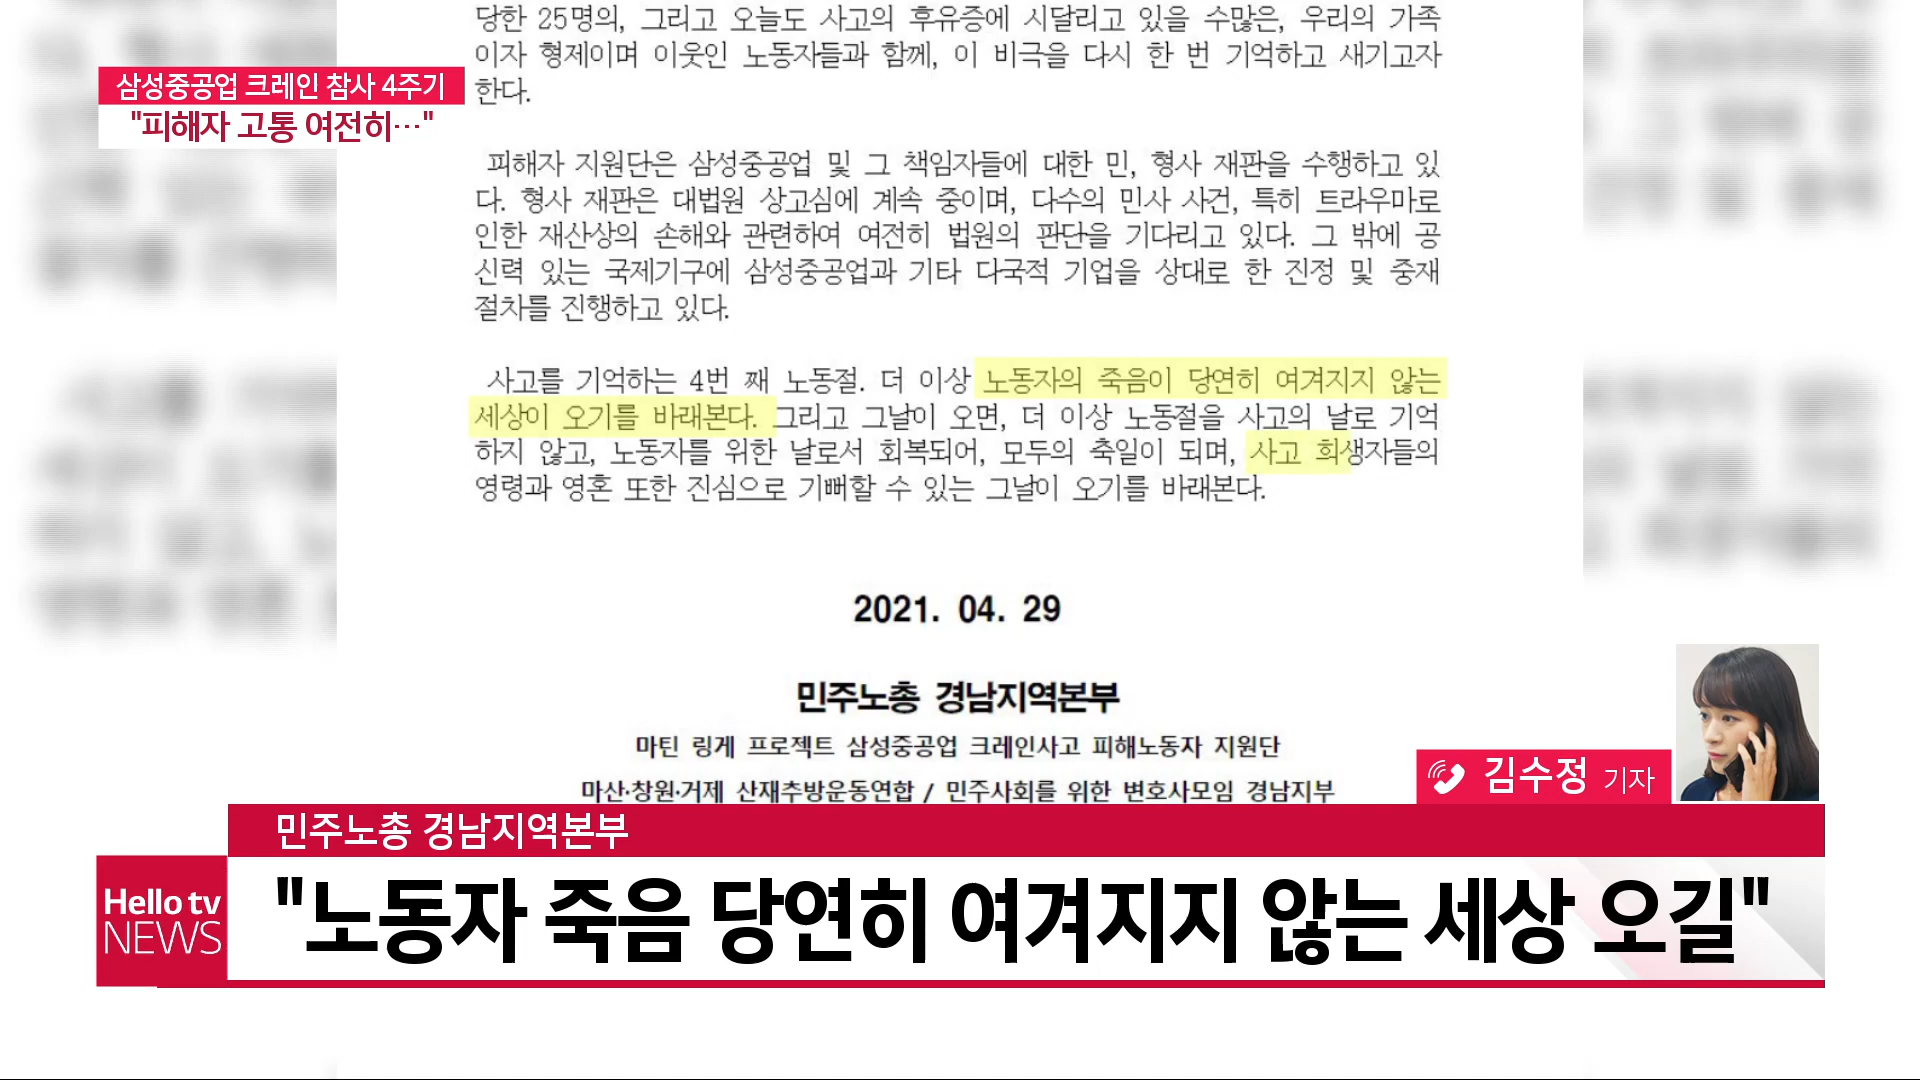 당한 25명의, 그리고 오늘도 사고의 후유증에 시달리고 있을 수많은, 우리의 가족
이자 형제이며 이웃인 노동자들과 함께, 이 비극을 다시 한 번 기억하고 새기고자
한다.
삼성중공업 크레인 참사 4주기
"피해자 고통 여전히…"
피해자 지원단은 삼성중공업 및 그 책임자들에 대한 민, 형사 재판을 수행하고 있
다. 형사 재판은 대법원 상고심에 계속 중이며, 다수의 민사 사건, 특히 트라우마로
인한 재산상의 손해와 관련하여 여전히 법원의 판단을 기다리고 있다. 그 밖에 공
신력 있는 국제기구에 삼성중공업과 기타 다국적 기업을 상대로 한 진정 및 중재
절차를 진행하고 있다.
사고를 기억하는 4번 째 노동절. 더 이상 노동자의 죽음이 당연히 여겨지지 않는
세상이 오기를 바래본다. 그리고 그날이 오면, 더 이상 노동절을 사고의 날로 기억
하지 않고, 노동자를 위한 날로서 회복되어, 모두의 축일이 되며, 사고 희생자들의
영령과 영혼 또한 진심으로 기뻐할 수 있는 그날이 오기를 바래본다.
2021. 04. 29
민주노총 경남지역본부
마틴 링게 프로젝트 삼성중공업 크레인사고 피해노동자 지원단
마산·창원·거제 산재추방운동연합 / 민주사회를 위한 변호사모임 경남지부
김수정 기자
민주노총 경남지역본부
Hello tv
NEWS
"노동자 죽음 당연히 여겨지지 않는 세상 오길"